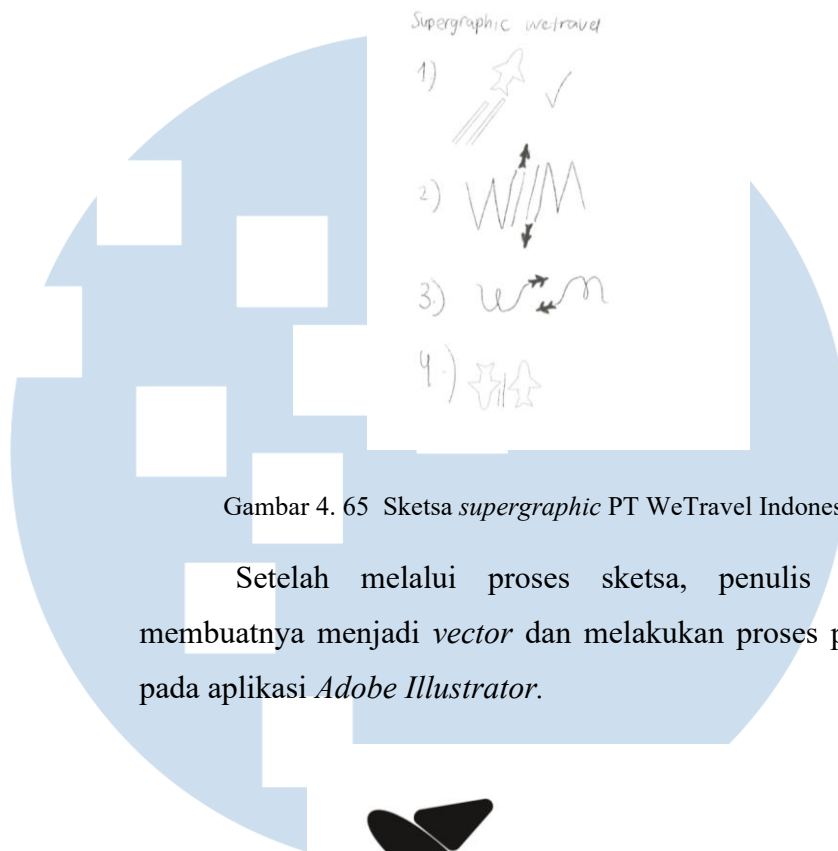 Supergraphic wetravel
1)
2) W//M
3.)
4.)
Gambar 4. 65 Sketsa supergraphic PT WeTravel
Setelah melalui proses sketsa, penulis
membuatnya menjadi vector dan melakukan proses
pada aplikasi Adobe Illustrator.